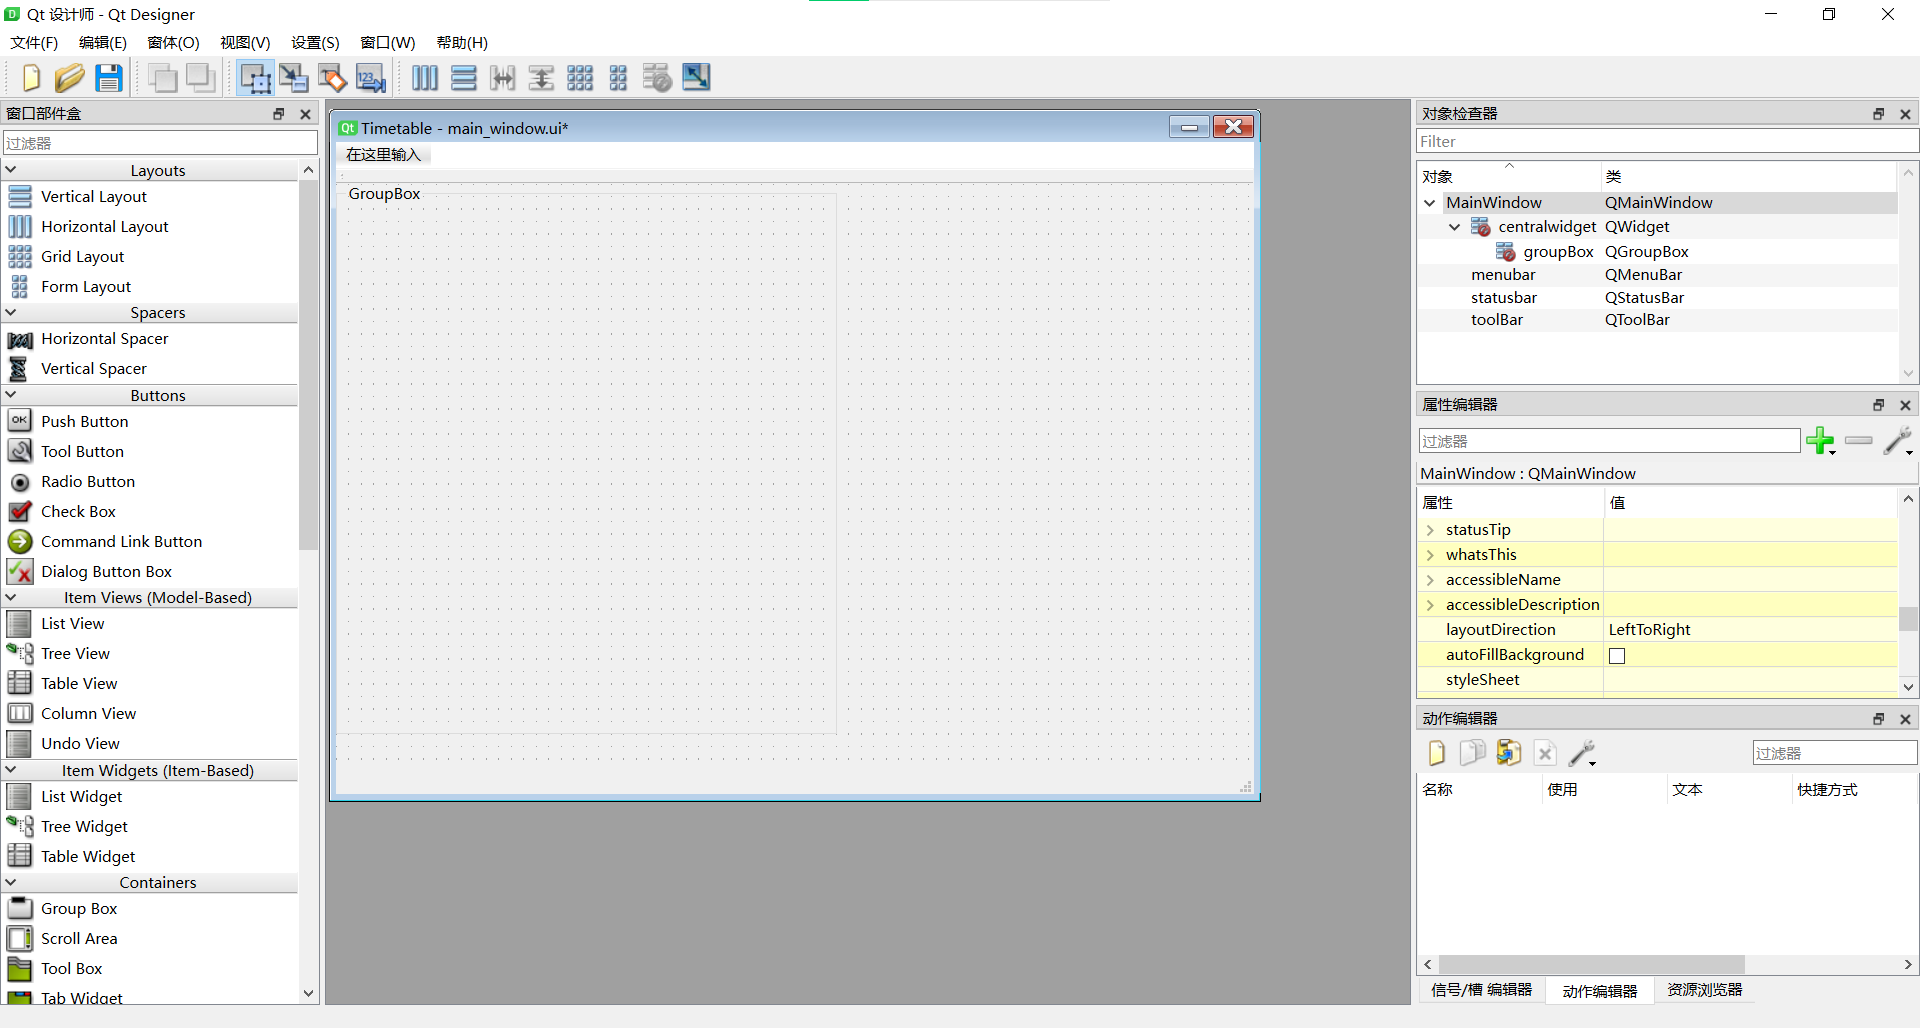 Qt 设计师 - Qt Designer
文件(F) 编辑(E) 窗体(O) 视图(V) 设置(S) 窗口(W) 帮助(H)
窗口部件盒
过滤器
Layouts
Vertical Layout
Horizontal Layout
Grid Layout
Form Layout
Spacers
Horizontal Spacer
Vertical Spacer
Buttons
OK Push Button
Tool Button
Radio Button
Check Box
Command Link Button
Dialog Button Box
Item Views (Model-Based)
List View
Tree View
Table View
Column View
Undo View
Item Widgets (Item-Based)
List Widget
Tree Widget
Table Widget
Containers
Group Box
Scroll Area
Tool Box
Tab Widget
Qt Timetable - main_window.ui*
在这里输入
GroupBox
对象检查器
Filter
对象 类
MainWindow QMainWindow
centralwidget QWidget
groupBox QGroupBox
menubar QMenuBar
statusbar QStatusBar
toolBar QToolBar
属性编辑器
过滤器
MainWindow : QMainWindow
属性 值
statusTip
whatsThis
accessibleName
accessibleDescription
layoutDirection LeftToRight
autoFillBackground
styleSheet
动作编辑器
过滤器
名称 使用 文本 快捷方式
信号/槽 编辑器 动作编辑器 资源浏览器